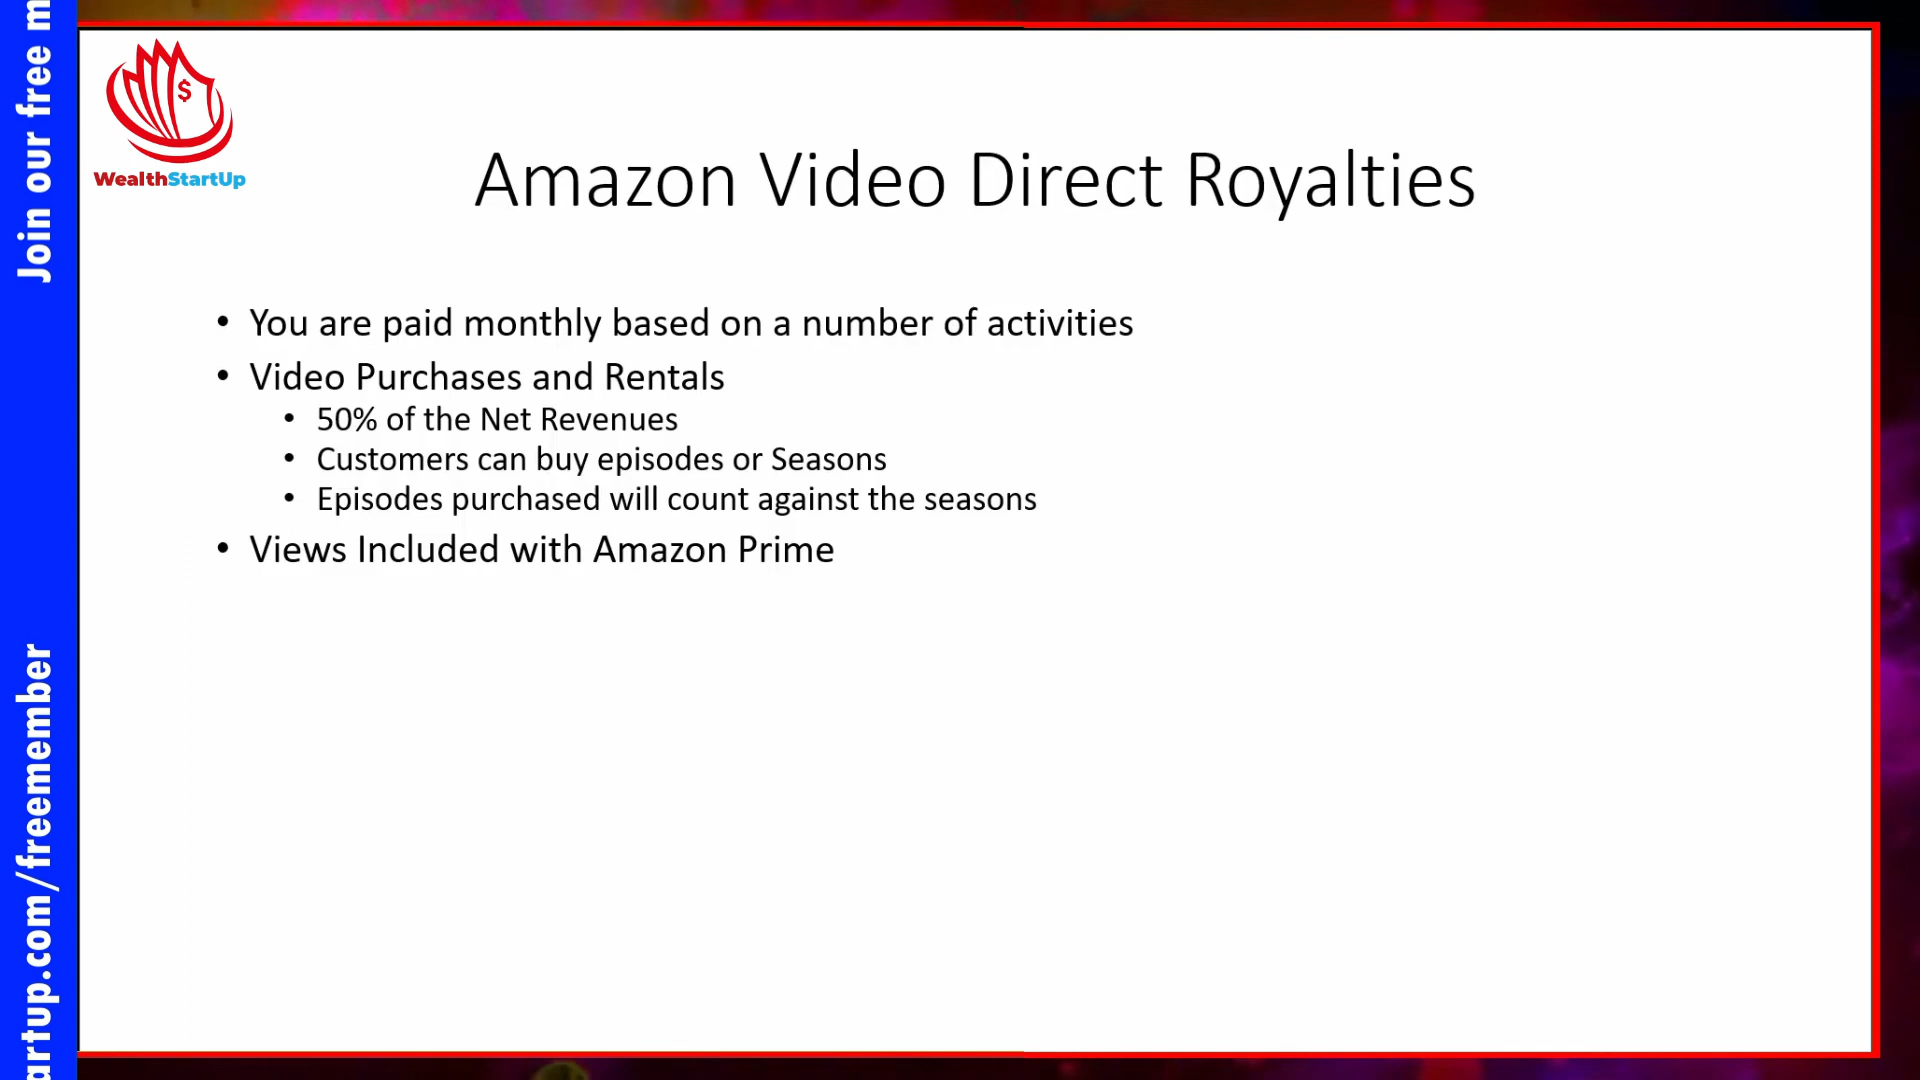 Join our free m
artup.com/freemember
$
WealthStartUp
Amazon Video Direct Royalties
• You are paid monthly based on a number of activities
• Video Purchases and Rentals
• 50% of the Net Revenues
• Customers can buy episodes or Seasons
• Episodes purchased will count against the seasons
• Views Included with Amazon Prime